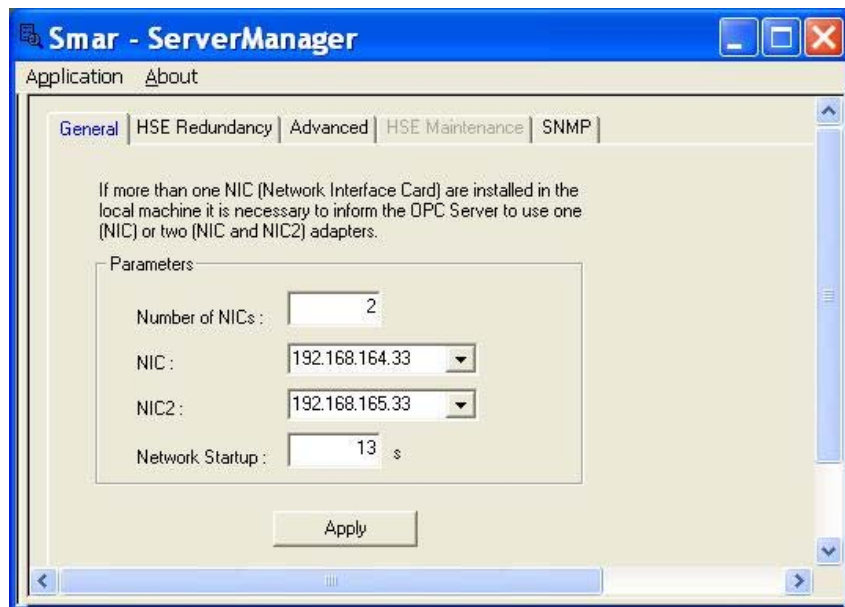 Smar - ServerManager
Application About
General HSE Redundancy Advanced HSE Maintenance SNMP
If more than one NIC (Network Interface Card) are installed in the
local machine it is necessary to inform the OPC Server to use one
(NIC) or two (NIC and NIC2) adapters.
Parameters
Number of NICs : 2
NIC : 192.168.164.33
NIC2 : 192.168.165.33
Network Startup : 13 s
Apply